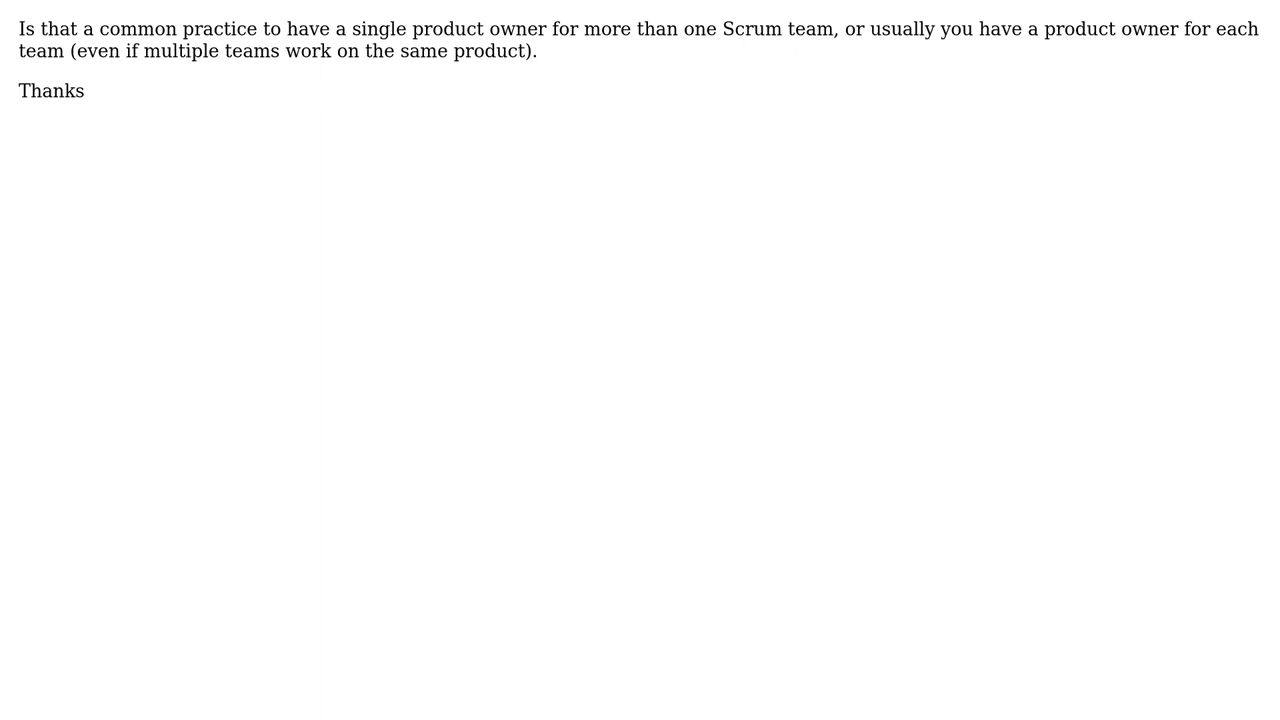 Is that a common practice to have a single product owner for more than one Scrum team, or usually you have a product owner for each
team (even if multiple teams work on the same product).
Thanks